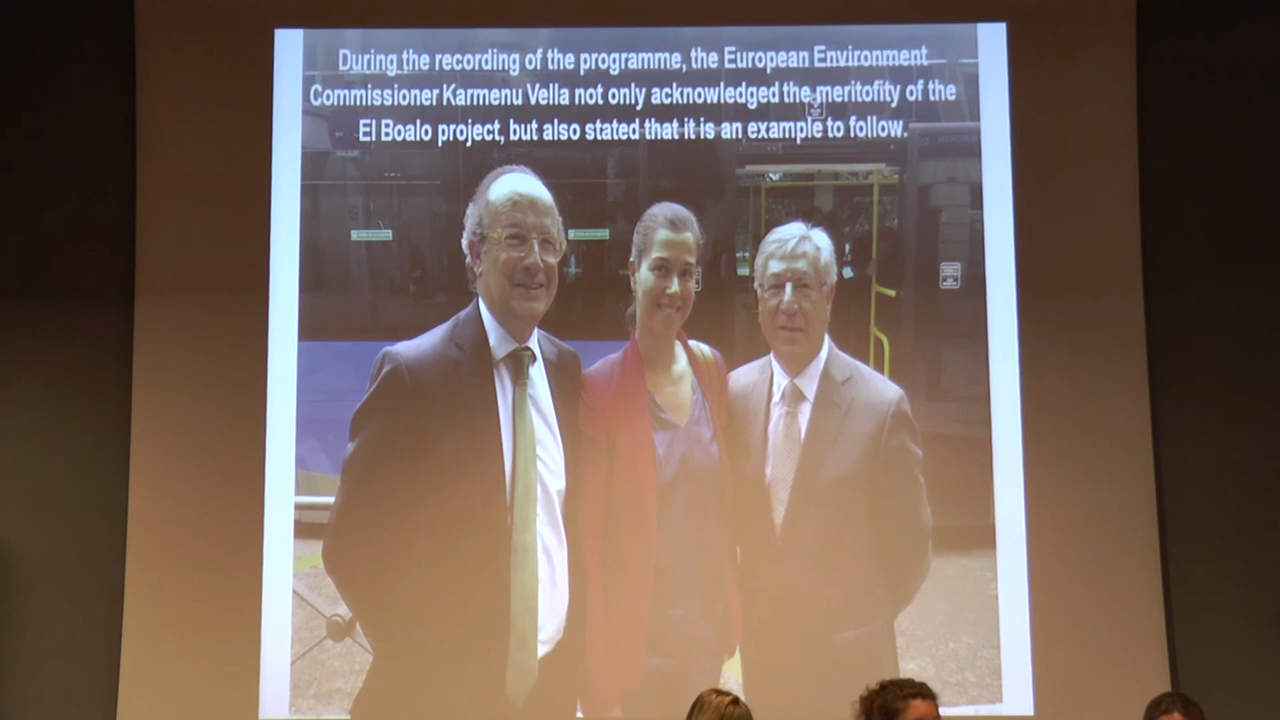 During the recording of the programme, the European Environment
Commissioner Karmenu Vella not only acknowledged the meritofity of the
El Boalo project, but also stated that it is an example to follow.